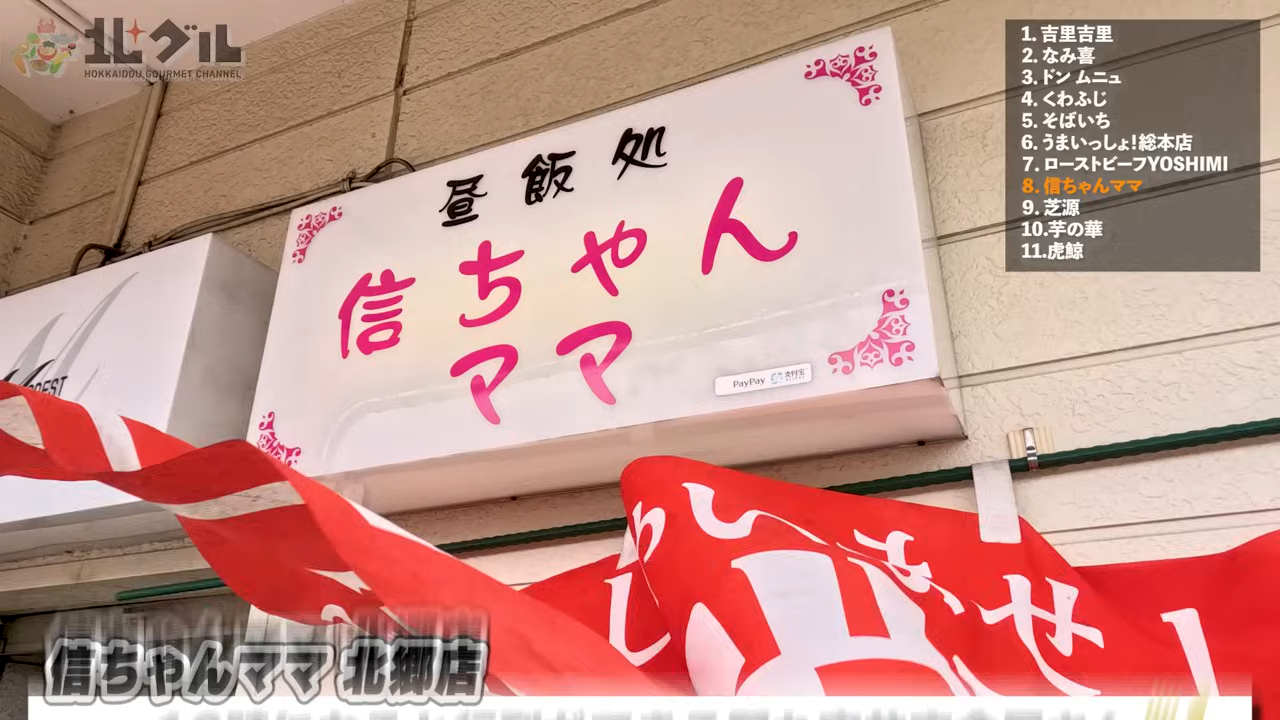 北グル
HOKKAIDOU GOURMET CHANNEL
1. 吉里吉里
2. なみ喜
3. ドン ムニュ
4. くわふじ
5. そばいち
6. うまいっしょ!総本店
7. ローストビーフYOSHIMI
8. 信ちゃんママ
9. 芝源
10.芋の華
11.虎鯨
昼飯処
信ちゃん
ママ
PayPay 支付宝
信ちゃんママ 北郷店